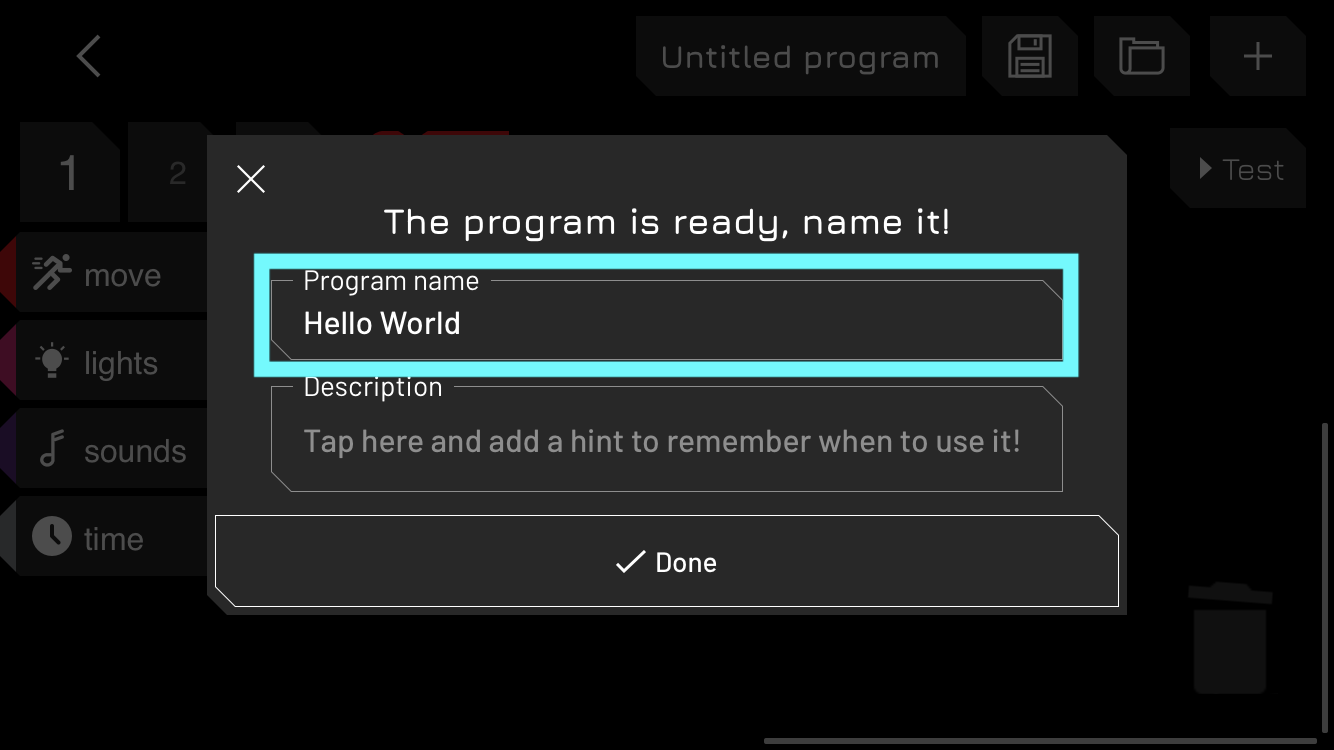 Untitled program
1
2
Test
The program is ready, name it!
move
Program name
Hello World
lights
Description
Tap here and add a hint to remember when to use it!
sounds
time
Done